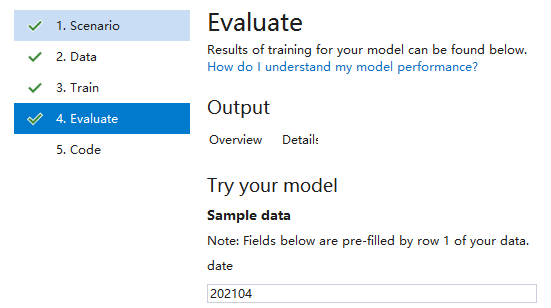 1. Scenario
2. Data
3. Train
4. Evaluate
5. Code
Evaluate
Results of training for your model can be found below.
How do I understand my model performance?
Output
Overview Details
Try your model
Sample data
Note: Fields below are pre-filled by row 1 of your data.
date
202104